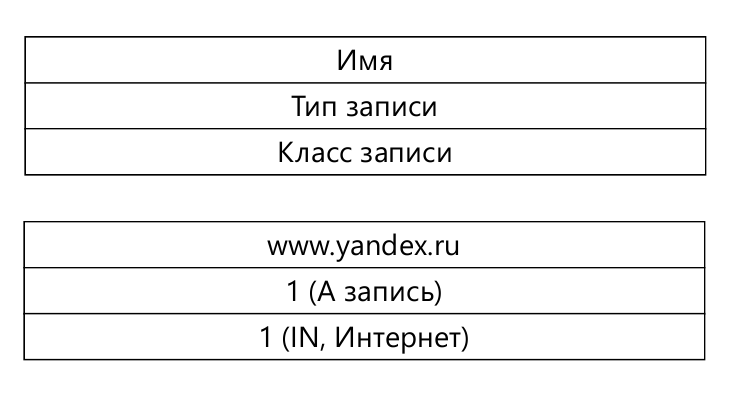 Имя
Тип записи
Класс записи
www.yandex.ru
1 (А запись)
1 (IN, Интернет)